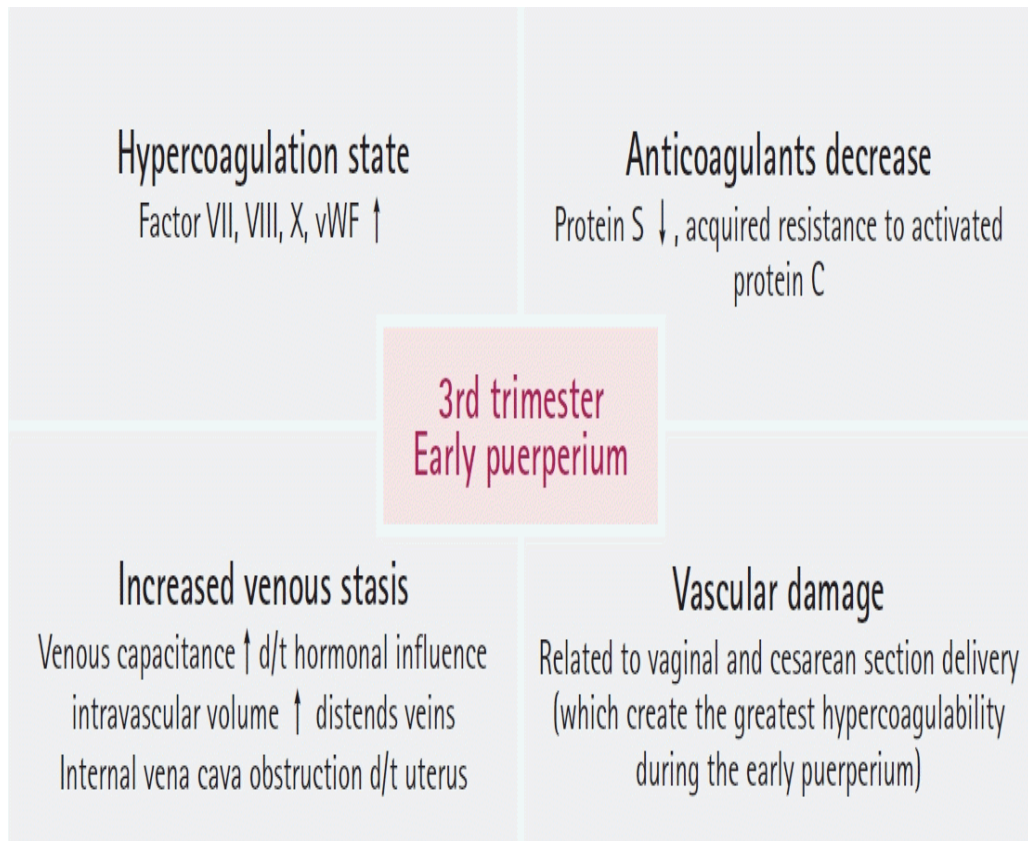 Hypercoagulation state
Factor VII, VIII, X, vWF ↑
Anticoagulants decrease
Protein S ↓, acquired resistance to activated
protein C
3rd trimester
Early puerperium
Increased venous stasis
Venous capacitance ↑ d/t hormonal influence
intravascular volume ↑ distends veins
Internal vena cava obstruction d/t uterus
Vascular damage
Related to vaginal and cesarean section delivery
(which create the greatest hypercoagulability
during the early puerperium)